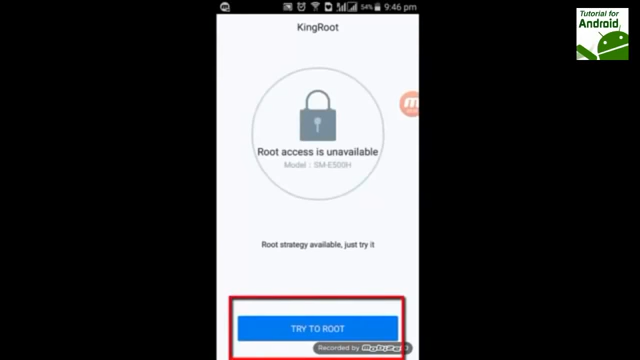 54% 9:46 pm
Tutorial for
Android
KingRoot
Root access is unavailable
Model : SM-E500H
Root strategy available, just try it
TRY TO ROOT
Recorded by